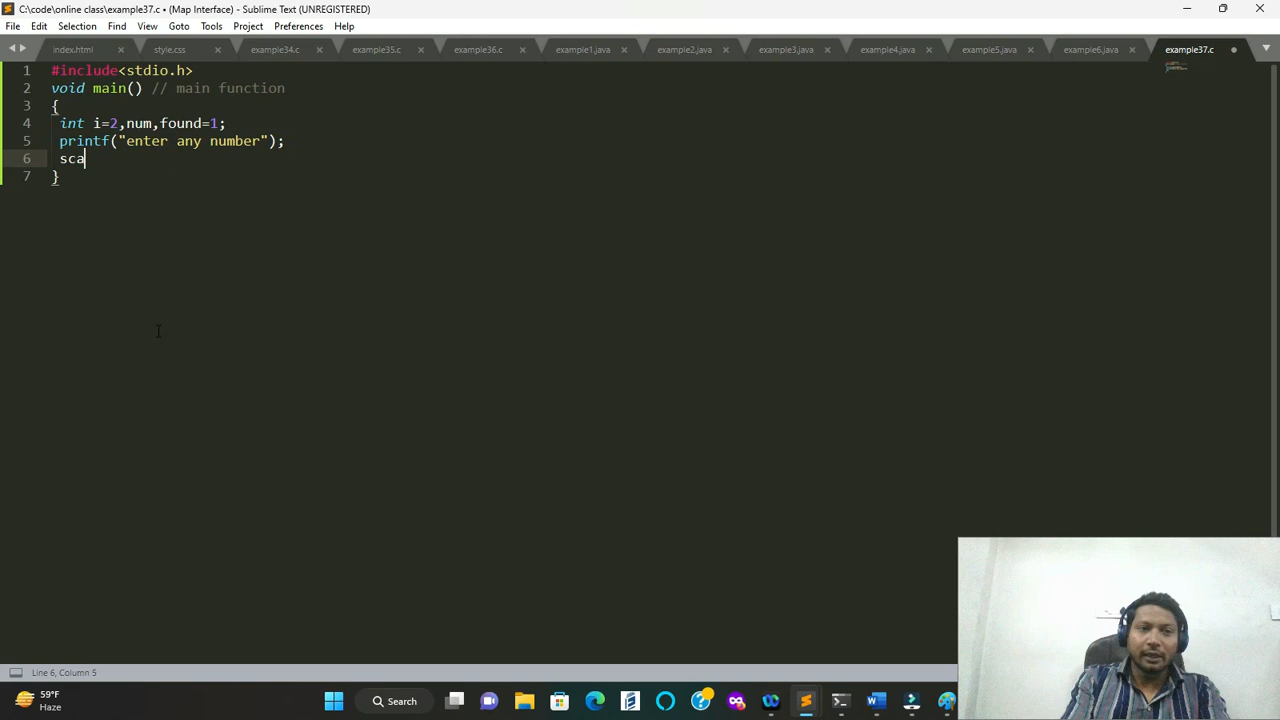 C:\code\online class\example37.c • (Map Interface) - Sublime Text (UNREGISTERED)
File Edit Selection Find View Goto Tools Project Preferences Help
index.html style.css example34.c example35.c example36.c example1.java example2.java example3.java example4.java example5.java example6.java example37.c
1 #include<stdio.h>
2 void main() // main function
3 {
4 int i=2,num,found=1;
5 printf("enter any number");
6 sca
7 }
Line 6, Column 5
59°F
Haze
Search